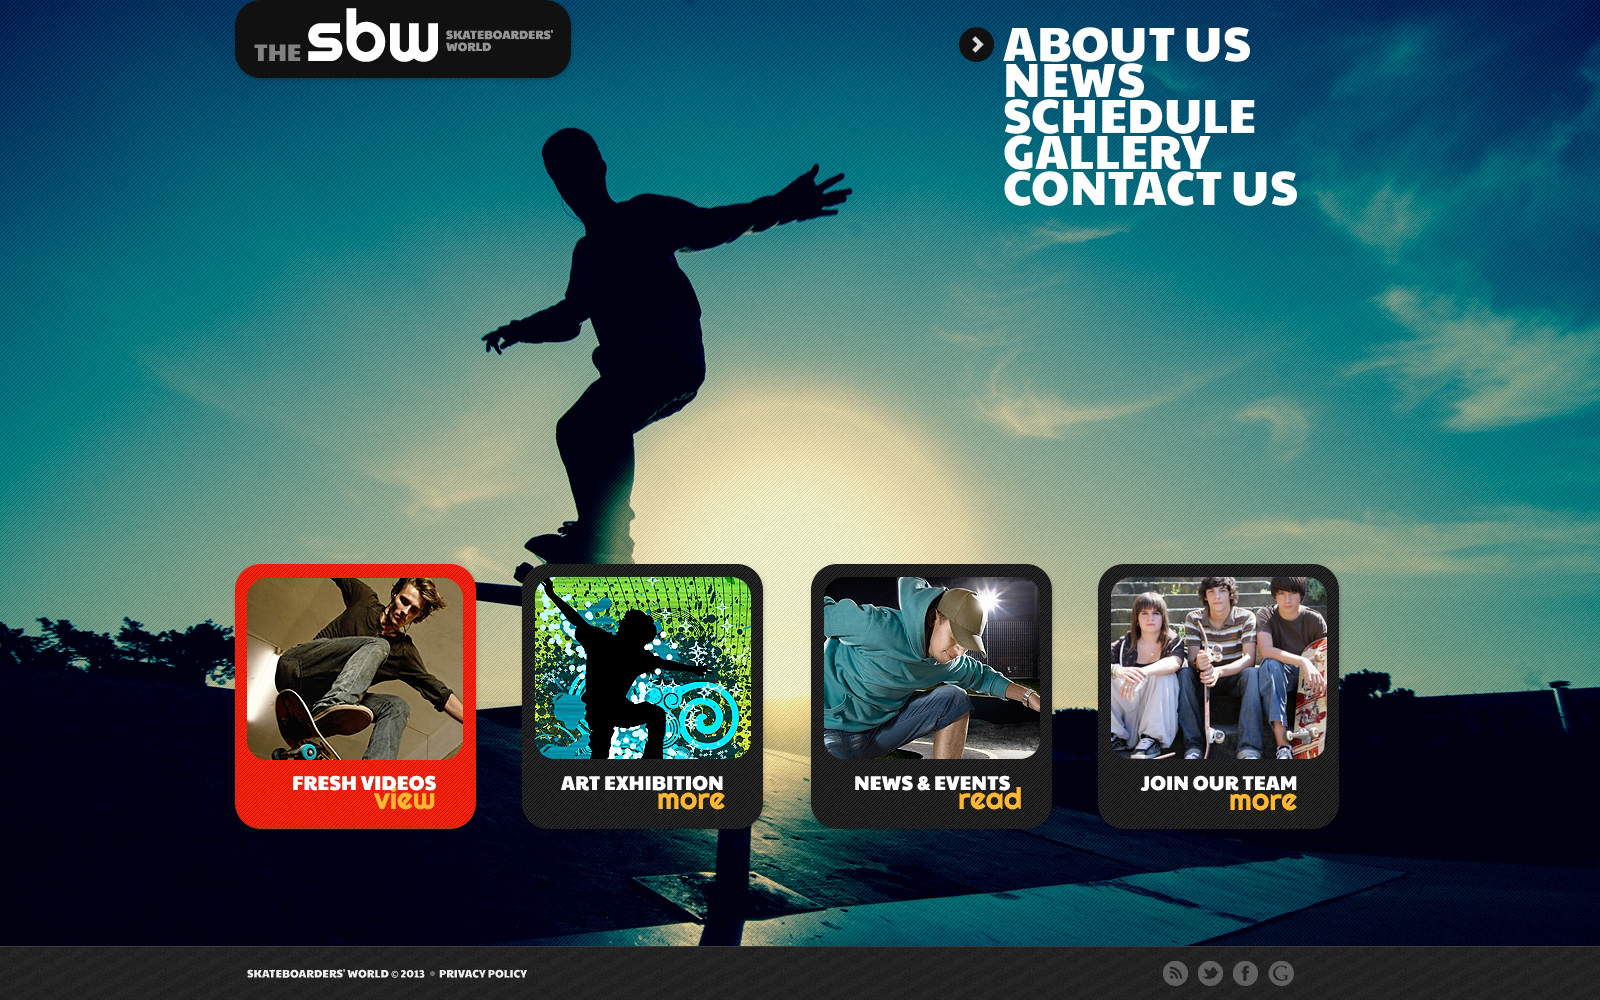 THE sbw SKATEBOARDERS' WORLD
ABOUT US
NEWS
SCHEDULE
GALLERY
CONTACT US
FRESH VIDEOS
view
ART EXHIBITION
more
NEWS & EVENTS
read
JOIN OUR TEAM
more
SKATEBOARDERS' WORLD © 2013 • PRIVACY POLICY